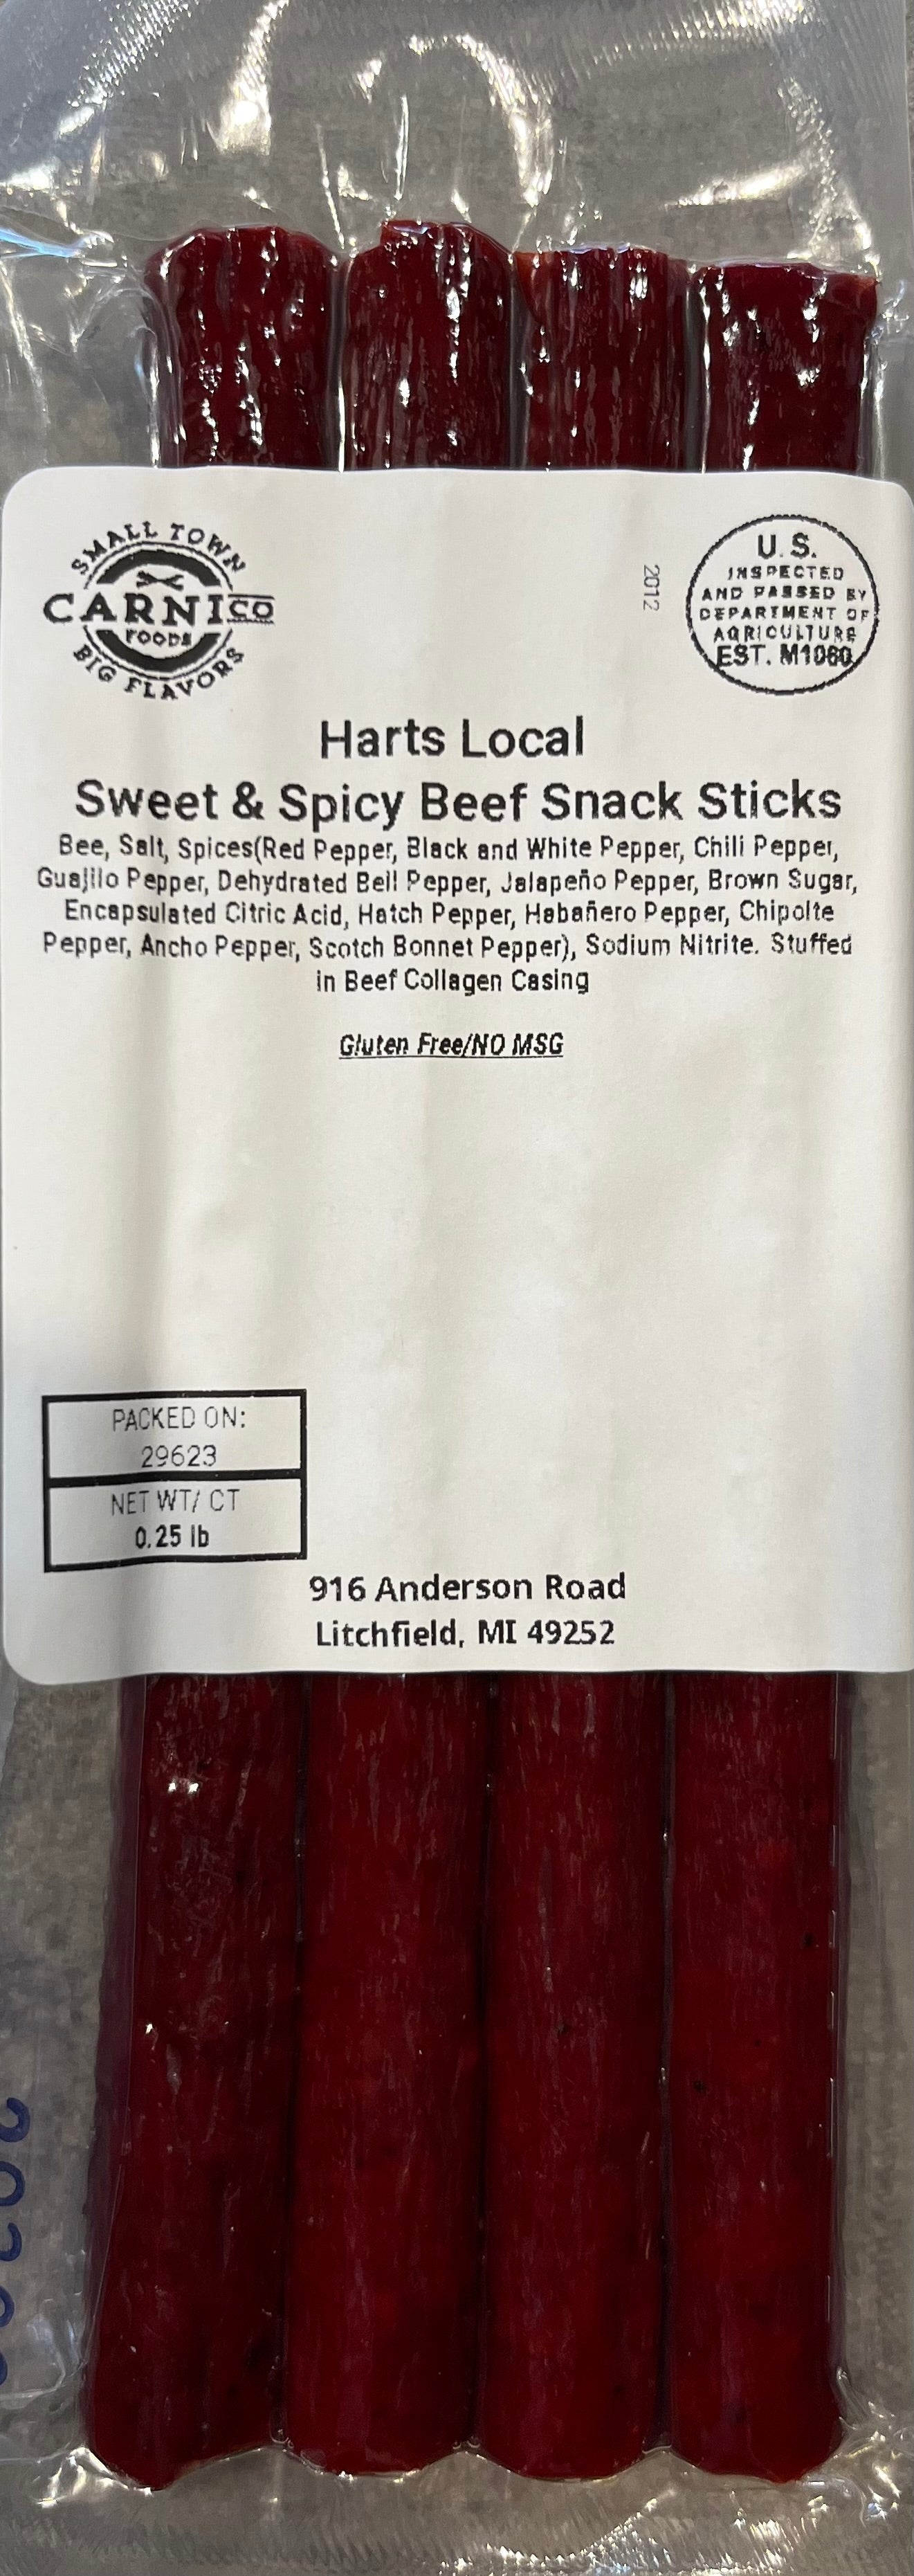 SMALL TOWN
CARNICO
FOODS
BIG FLAVORS
2012
U.S.
INSPECTED
AND PASSED BY
DEPARTMENT OF
AGRICULTURE
EST. M1060
Harts Local
Sweet & Spicy Beef Snack Sticks
Bee, Salt, Spices(Red Pepper, Black and White Pepper, Chili Pepper,
Guajilo Pepper, Dehydrated Bell Pepper, Jalapeño Pepper, Brown Sugar,
Encapsulated Citric Acid, Hatch Pepper, Habañero Pepper, Chipolte
Pepper, Ancho Pepper, Scotch Bonnet Pepper), Sodium Nitrite. Stuffed
in Beef Collagen Casing
Gluten Free/NO MSG
PACKED ON:
29623
NET WT/ CT
0.25 lb
916 Anderson Road
Litchfield, MI 49252